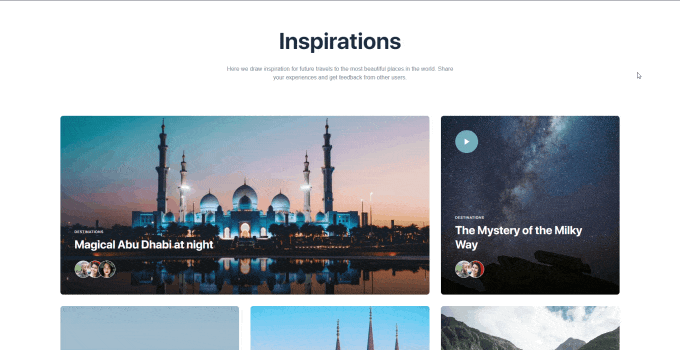 Inspirations
Here we draw inspiration for future travels to the most beautiful places in the world. Share
your experiences and get feedback from other users.
DESTINATIONS
Magical Abu Dhabi at night
DESTINATIONS
The Mystery of the Milky
Way